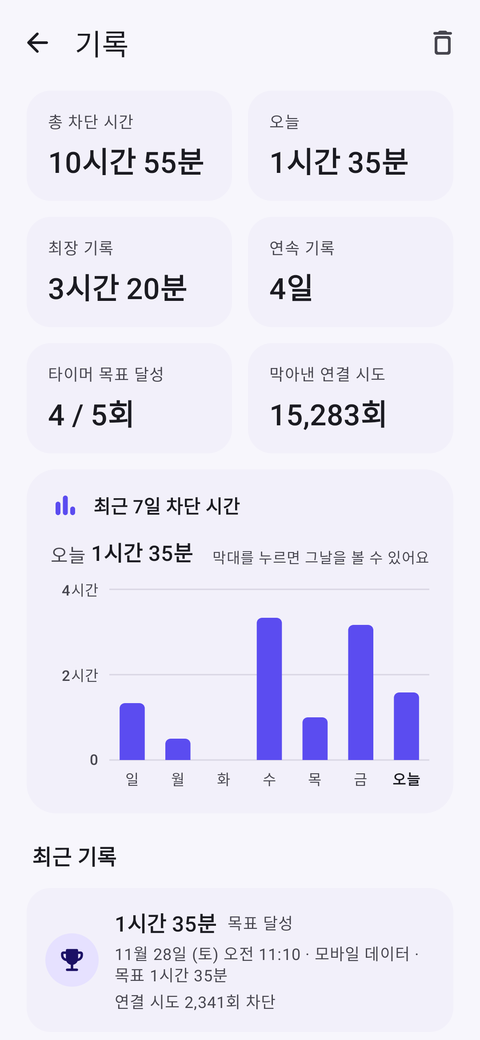 기록
총 차단 시간
10시간 55분
오늘
1시간 35분
최장 기록
3시간 20분
연속 기록
4일
타이머 목표 달성
4 / 5회
막아낸 연결 시도
15,283회
최근 7일 차단 시간
오늘 1시간 35분 막대를 누르면 그날을 볼 수 있어요
4시간
2시간
0
일 월 화 수 목 금 오늘
최근 기록
1시간 35분 목표 달성
11월 28일 (토) 오전 11:10 · 모바일 데이터 ·
목표 1시간 35분
연결 시도 2,341회 차단